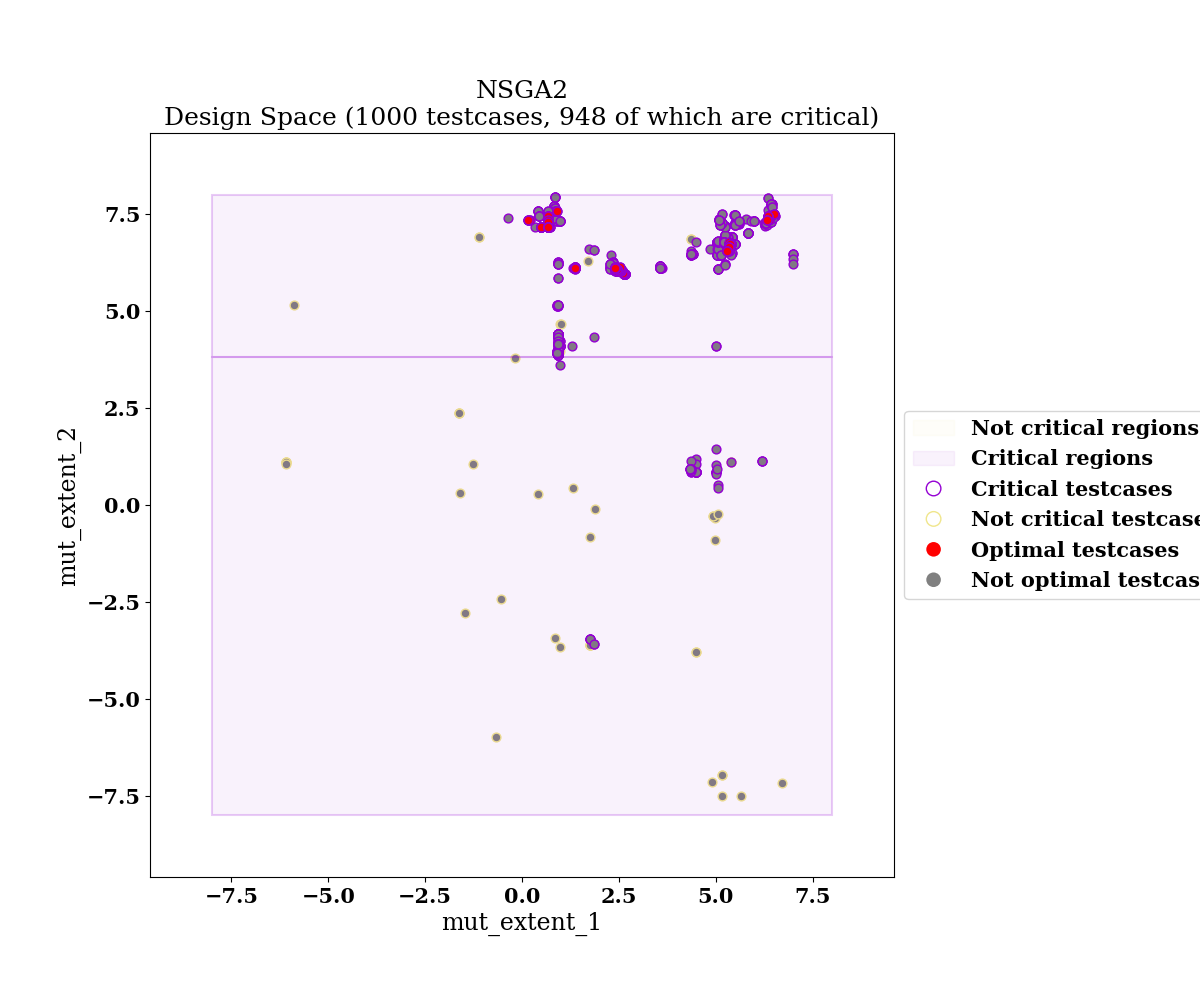 NSGA2
Design Space (1000 testcases, 948 of which are critical)
7.5
5.0
2.5
0.0
−2.5
−5.0
−7.5
mut_extent_2
−7.5 −5.0 −2.5 0.0 2.5 5.0 7.5
mut_extent_1
Not critical regions
Critical regions
Critical testcases
Not critical testcase
Optimal testcases
Not optimal testcas